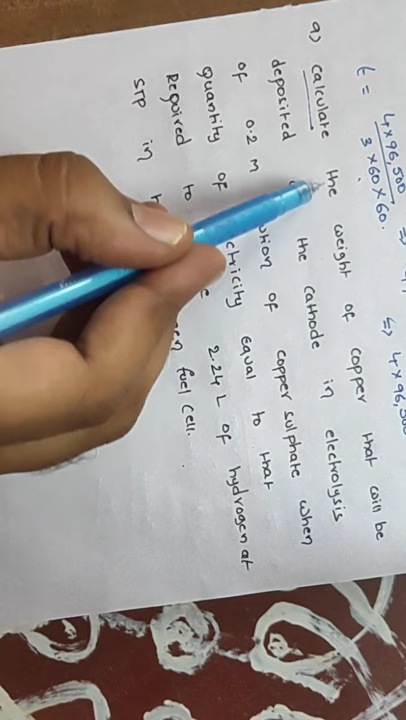 t = 4 × 96,500 / 3 × 60 × 60. ⇒ 4
⇒ 4 × 96,500
9) calculate the weight of copper that will be
deposited the cathode in electrolysis
of 0.2 M of copper sulphate when
quantity of equal to that
Required to 2.24 L of hydrogen at
STP in fuel cell.